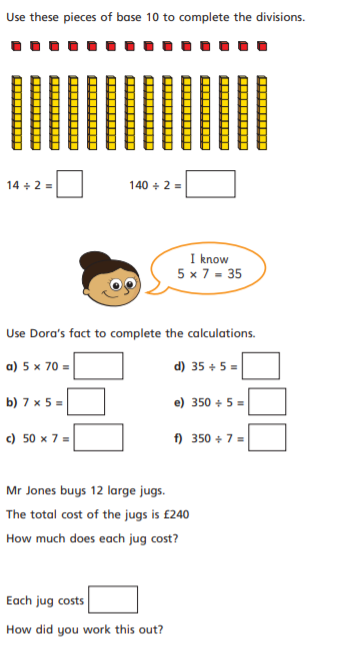 Use these pieces of base 10 to complete the divisions.
14 ÷ 2 =
140 ÷ 2 =
I know
5 × 7 = 35
Use Dora's fact to complete the calculations.
a) 5 × 70 =
d) 35 ÷ 5 =
b) 7 × 5 =
e) 350 ÷ 5 =
c) 50 × 7 =
f) 350 ÷ 7 =
Mr Jones buys 12 large jugs.
The total cost of the jugs is £240
How much does each jug cost?
Each jug costs
How did you work this out?